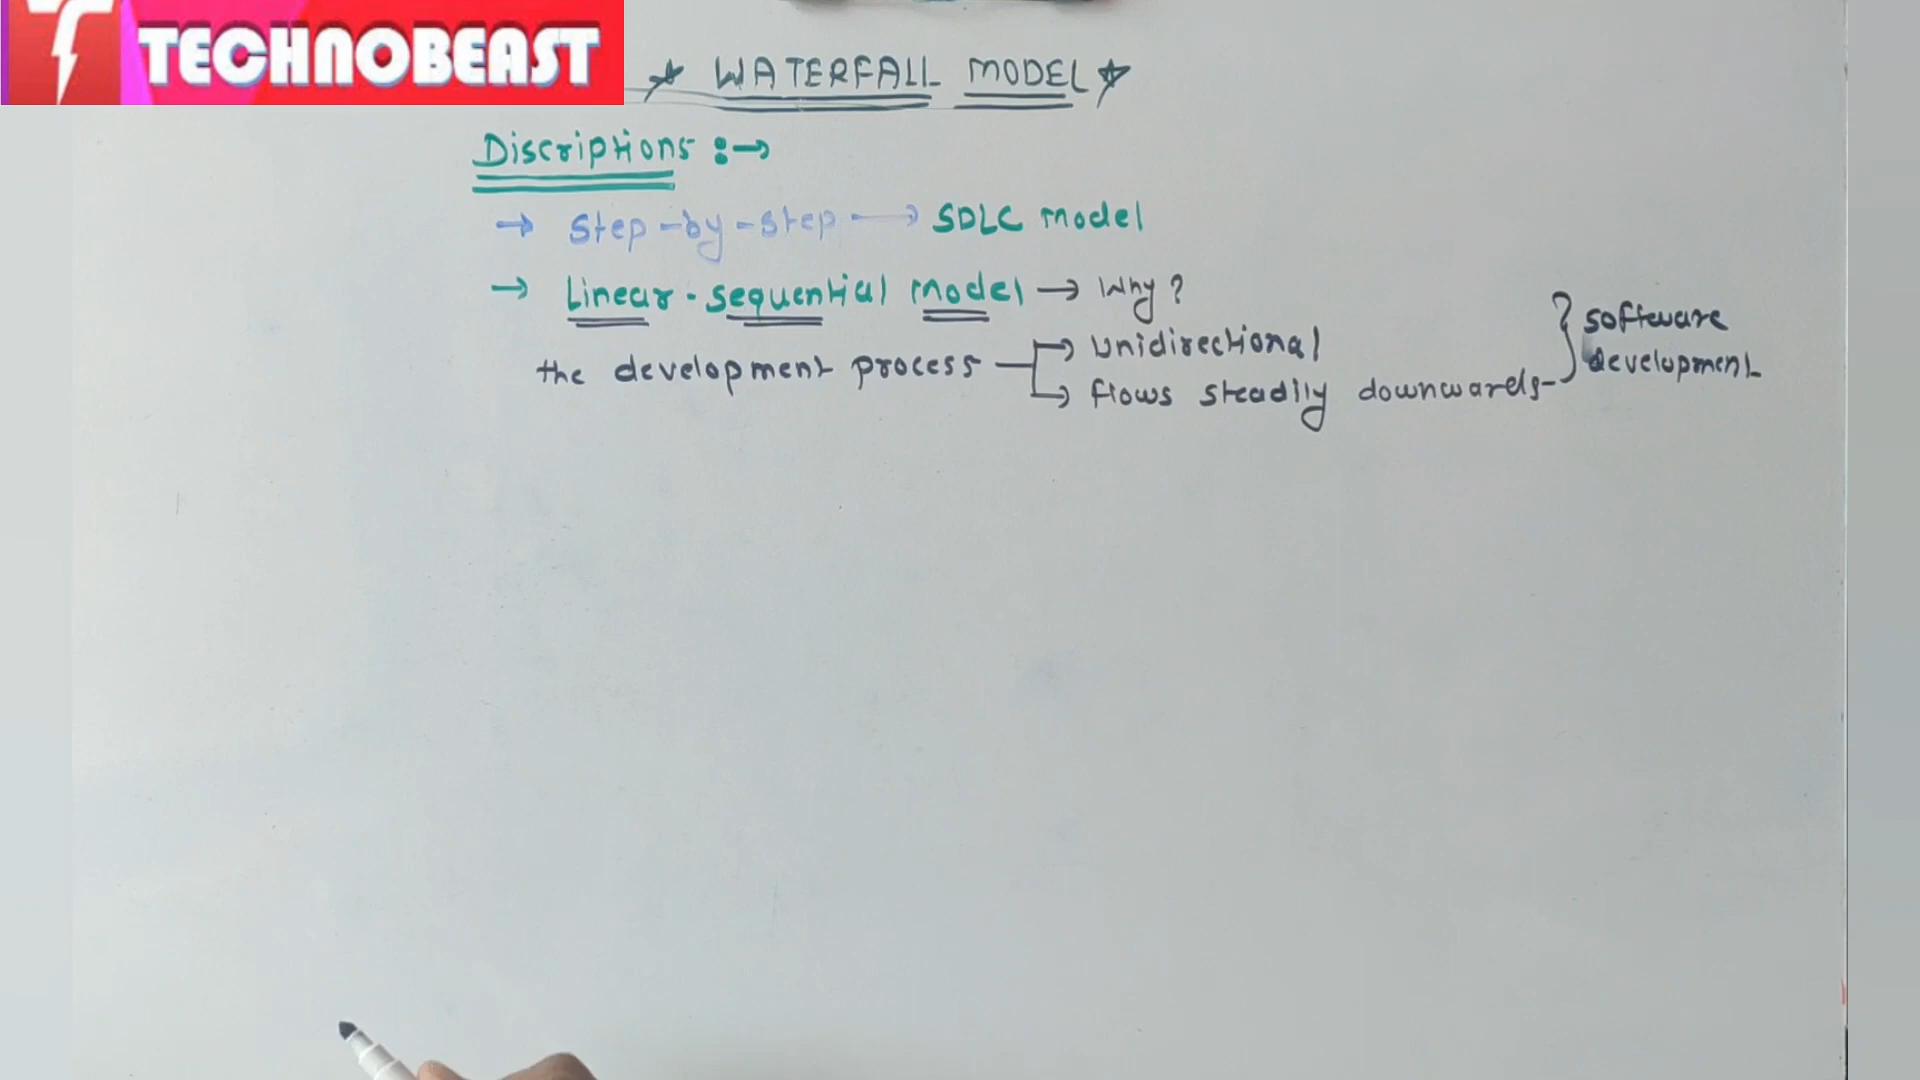 TECHNOBEAST
WATERFALL MODEL
Discriptions :→
→ Step-by-step → SDLC model
→ Linear-sequential model → Why?
the development process → unidirectional
→ flows steadily downwards- } software development